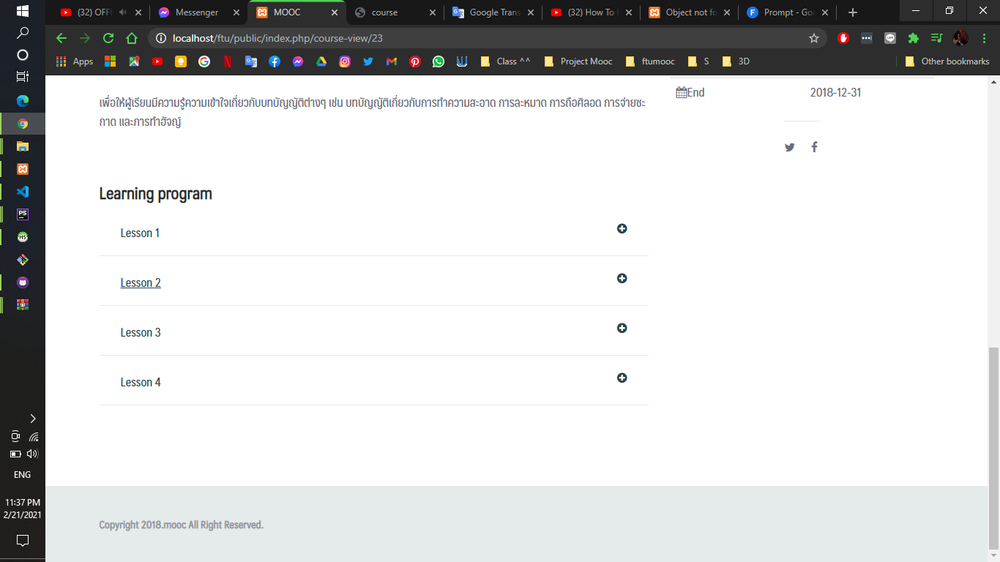 (32) OFFI
Messenger
MOOC
course
Google Trans
(32) How To
Object not fo
Prompt - Goo
localhost/ftu/public/index.php/course-view/23
Apps
Class ^^
Project Mooc
ftumooc
S
3D
Other bookmarks
End
2018-12-31
เพื่อให้ผู้เรียนมีความรู้ความเข้าใจเกี่ยวกับบทบัญญัติต่างๆ เช่น บทบัญญัติเกี่ยวกับการทำความสะอาด การละหมาด การถือศิลอด การจ่ายซะ
กาด และการทำฮัจญ์
Learning program
Lesson 1
Lesson 2
Lesson 3
Lesson 4
Copyright 2018.mooc All Right Reserved.
PS
HS
ENG
11:37 PM
2/21/2021